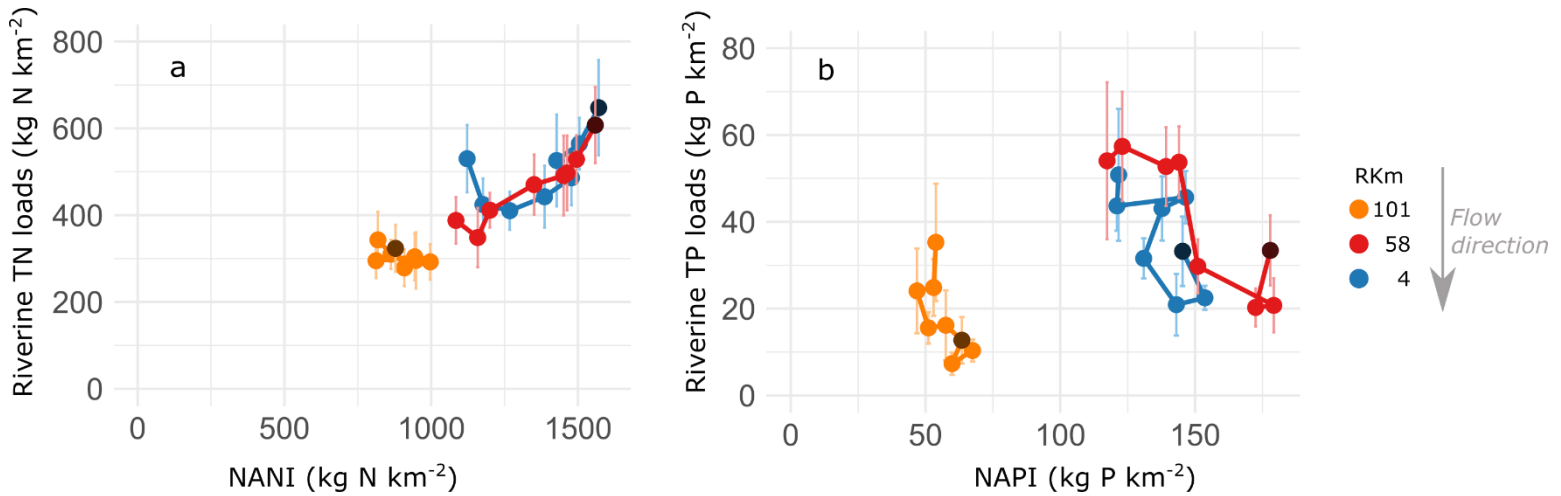 a
Riverine TN loads (kg N km-2)
800
600
400
200
0
0 500 1000 1500
NANI (kg N km-2)
b
Riverine TP loads (kg P km-2)
80
60
40
20
0
0 50 100 150
NAPI (kg P km-2)
RKm
101
58
4
Flow
direction